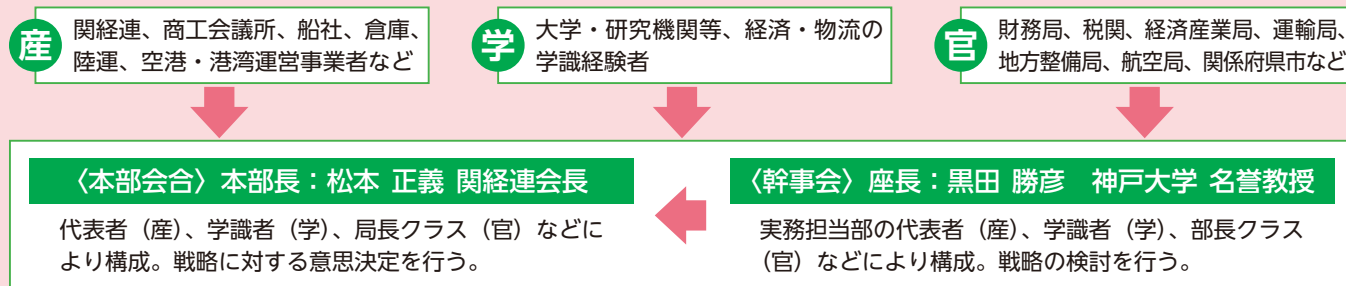 産
関経連、商工会議所、船社、倉庫、
陸運、空港・港湾運営事業者など
学
大学・研究機関等、経済・物流の
学識経験者
官
財務局、税関、経済産業局、運輸局、
地方整備局、航空局、関係府県市など
〈本部会合〉本部長：松本 正義 関経連会長
代表者（産）、学識者（学）、局長クラス（官）などに
より構成。戦略に対する意思決定を行う。
〈幹事会〉座長：黒田 勝彦　神戸大学 名誉教授
実務担当部の代表者（産）、学識者（学）、部長クラス
（官）などにより構成。戦略の検討を行う。